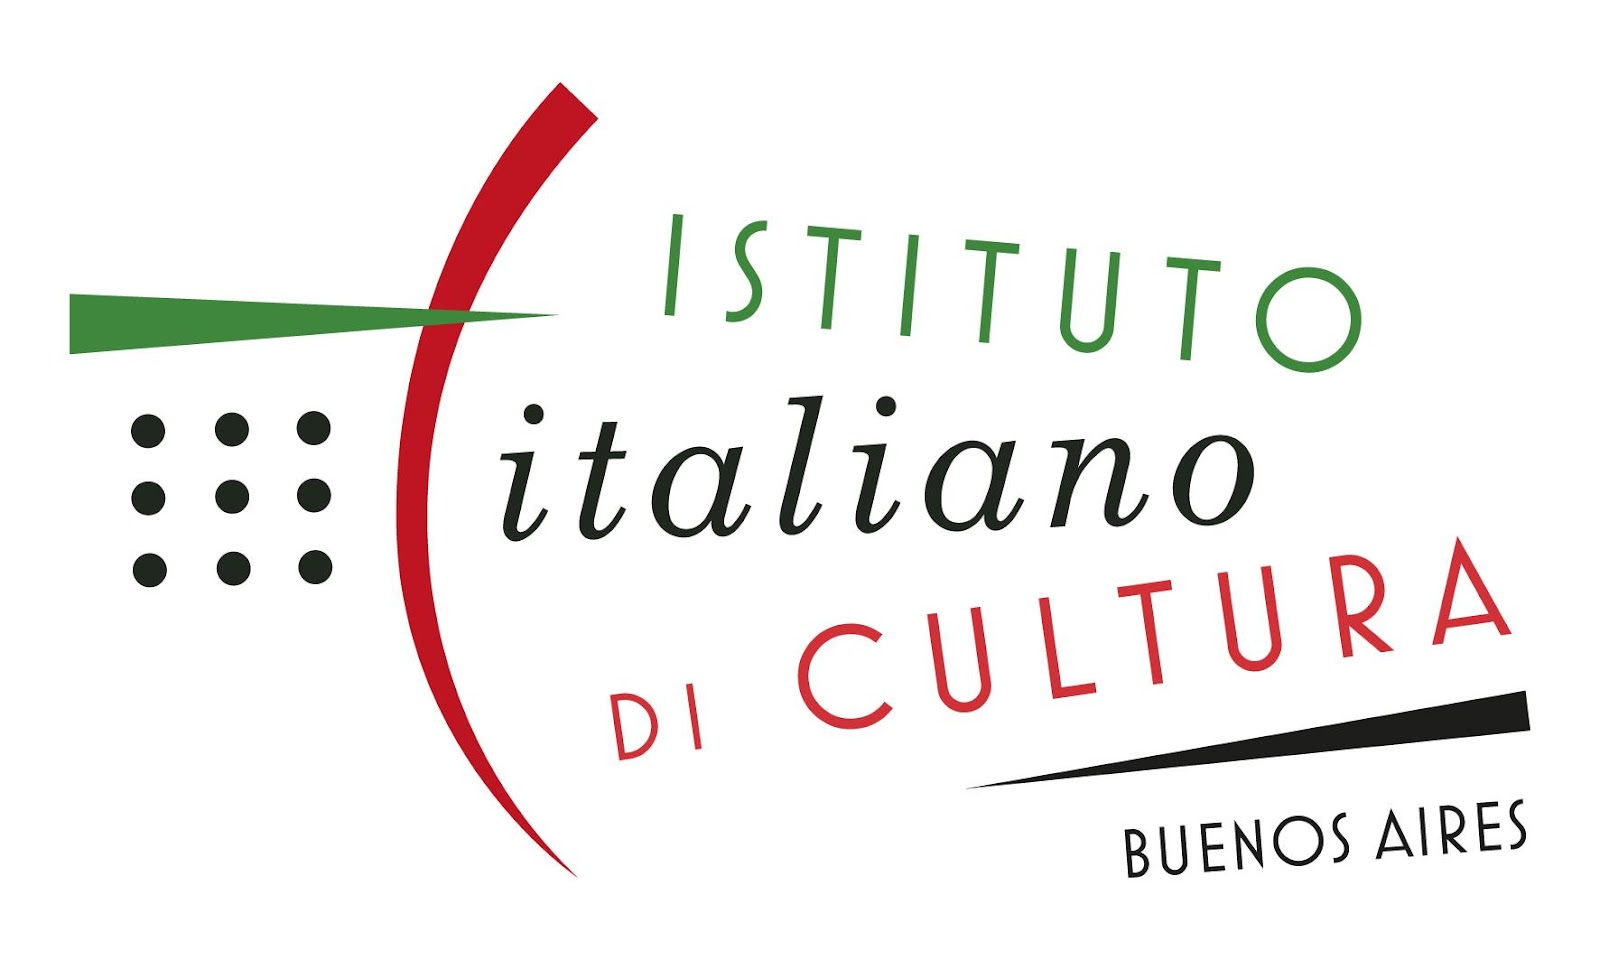 ISTITUTO
italiano
DI CULTURA
BUENOS AIRES